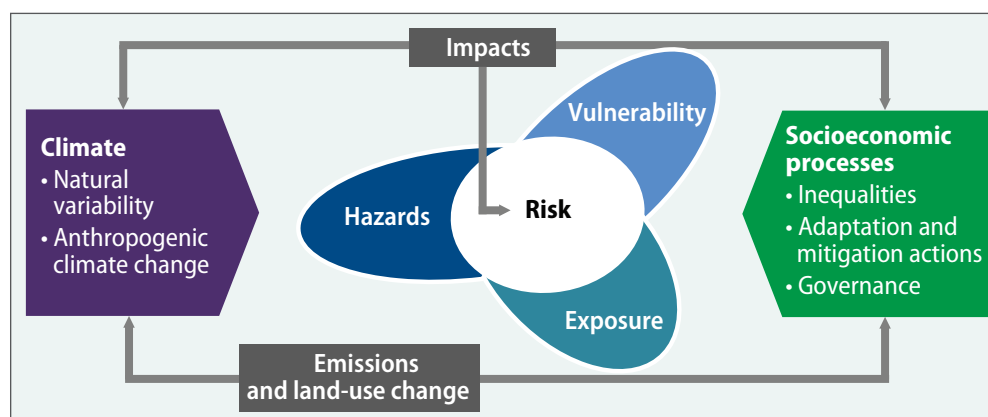 Impacts
Climate
• Natural
variability
• Anthropogenic
climate change
Hazards
Vulnerability
Risk
Exposure
Socioeconomic
processes
• Inequalities
• Adaptation and
mitigation actions
• Governance
Emissions
and land-use change